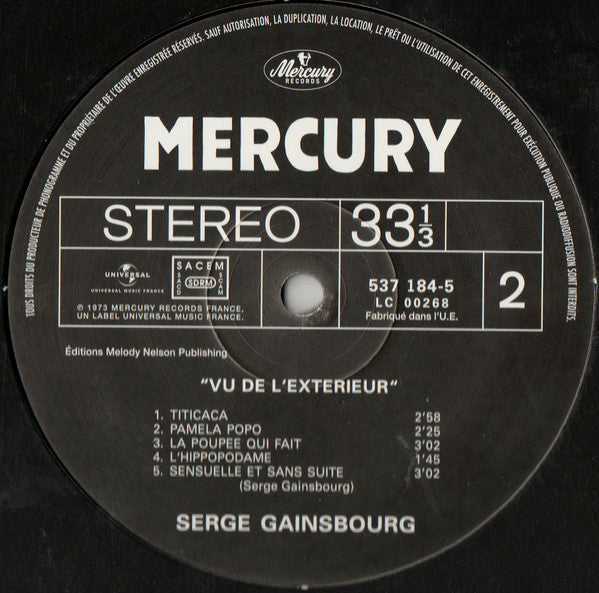 TOUS DROITS DU PRODUCTEUR DE PHONOGRAMME ET DU PROPRIÉTAIRE DE L'ŒUVRE ENREGISTRÉE RÉSERVÉS. SAUF AUTORISATION, LA DUPLICATION, LA LOCATION, LE PRÊT OU L'UTILISATION DE CET ENREGISTREMENT POUR EXÉCUTION PUBLIQUE OU RADIODIFFUSION SONT INTERDITS.
Mercury
RECORDS
MERCURY
STEREO 33 1/3
UNIVERSAL
UNIVERSAL MUSIC FRANCE
SACEM
SACD
SDRM
SCAM
537 184-5
LC 00268
Fabriqué dans l'U.E.
2
℗ © 1973 MERCURY RECORDS FRANCE,
UN LABEL UNIVERSAL MUSIC FRANCE.
Éditions Melody Nelson Publishing
"VU DE L'EXTERIEUR"
1. TITICACA 2'58
2. PAMELA POPO 2'25
3. LA POUPEE QUI FAIT 3'02
4. L'HIPPOPODAME 1'45
5. SENSUELLE ET SANS SUITE 3'02
(Serge Gainsbourg)
SERGE GAINSBOURG